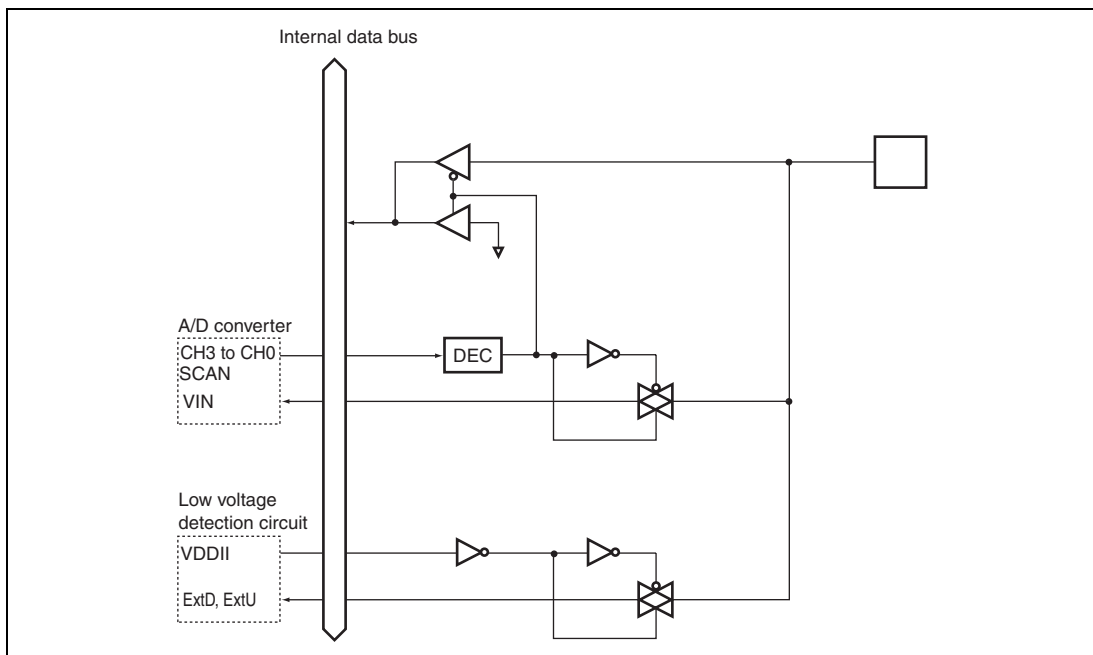 Internal data bus
A/D converter
CH3 to CH0
SCAN
VIN
DEC
Low voltage
detection circuit
VDDII
ExtD, ExtU